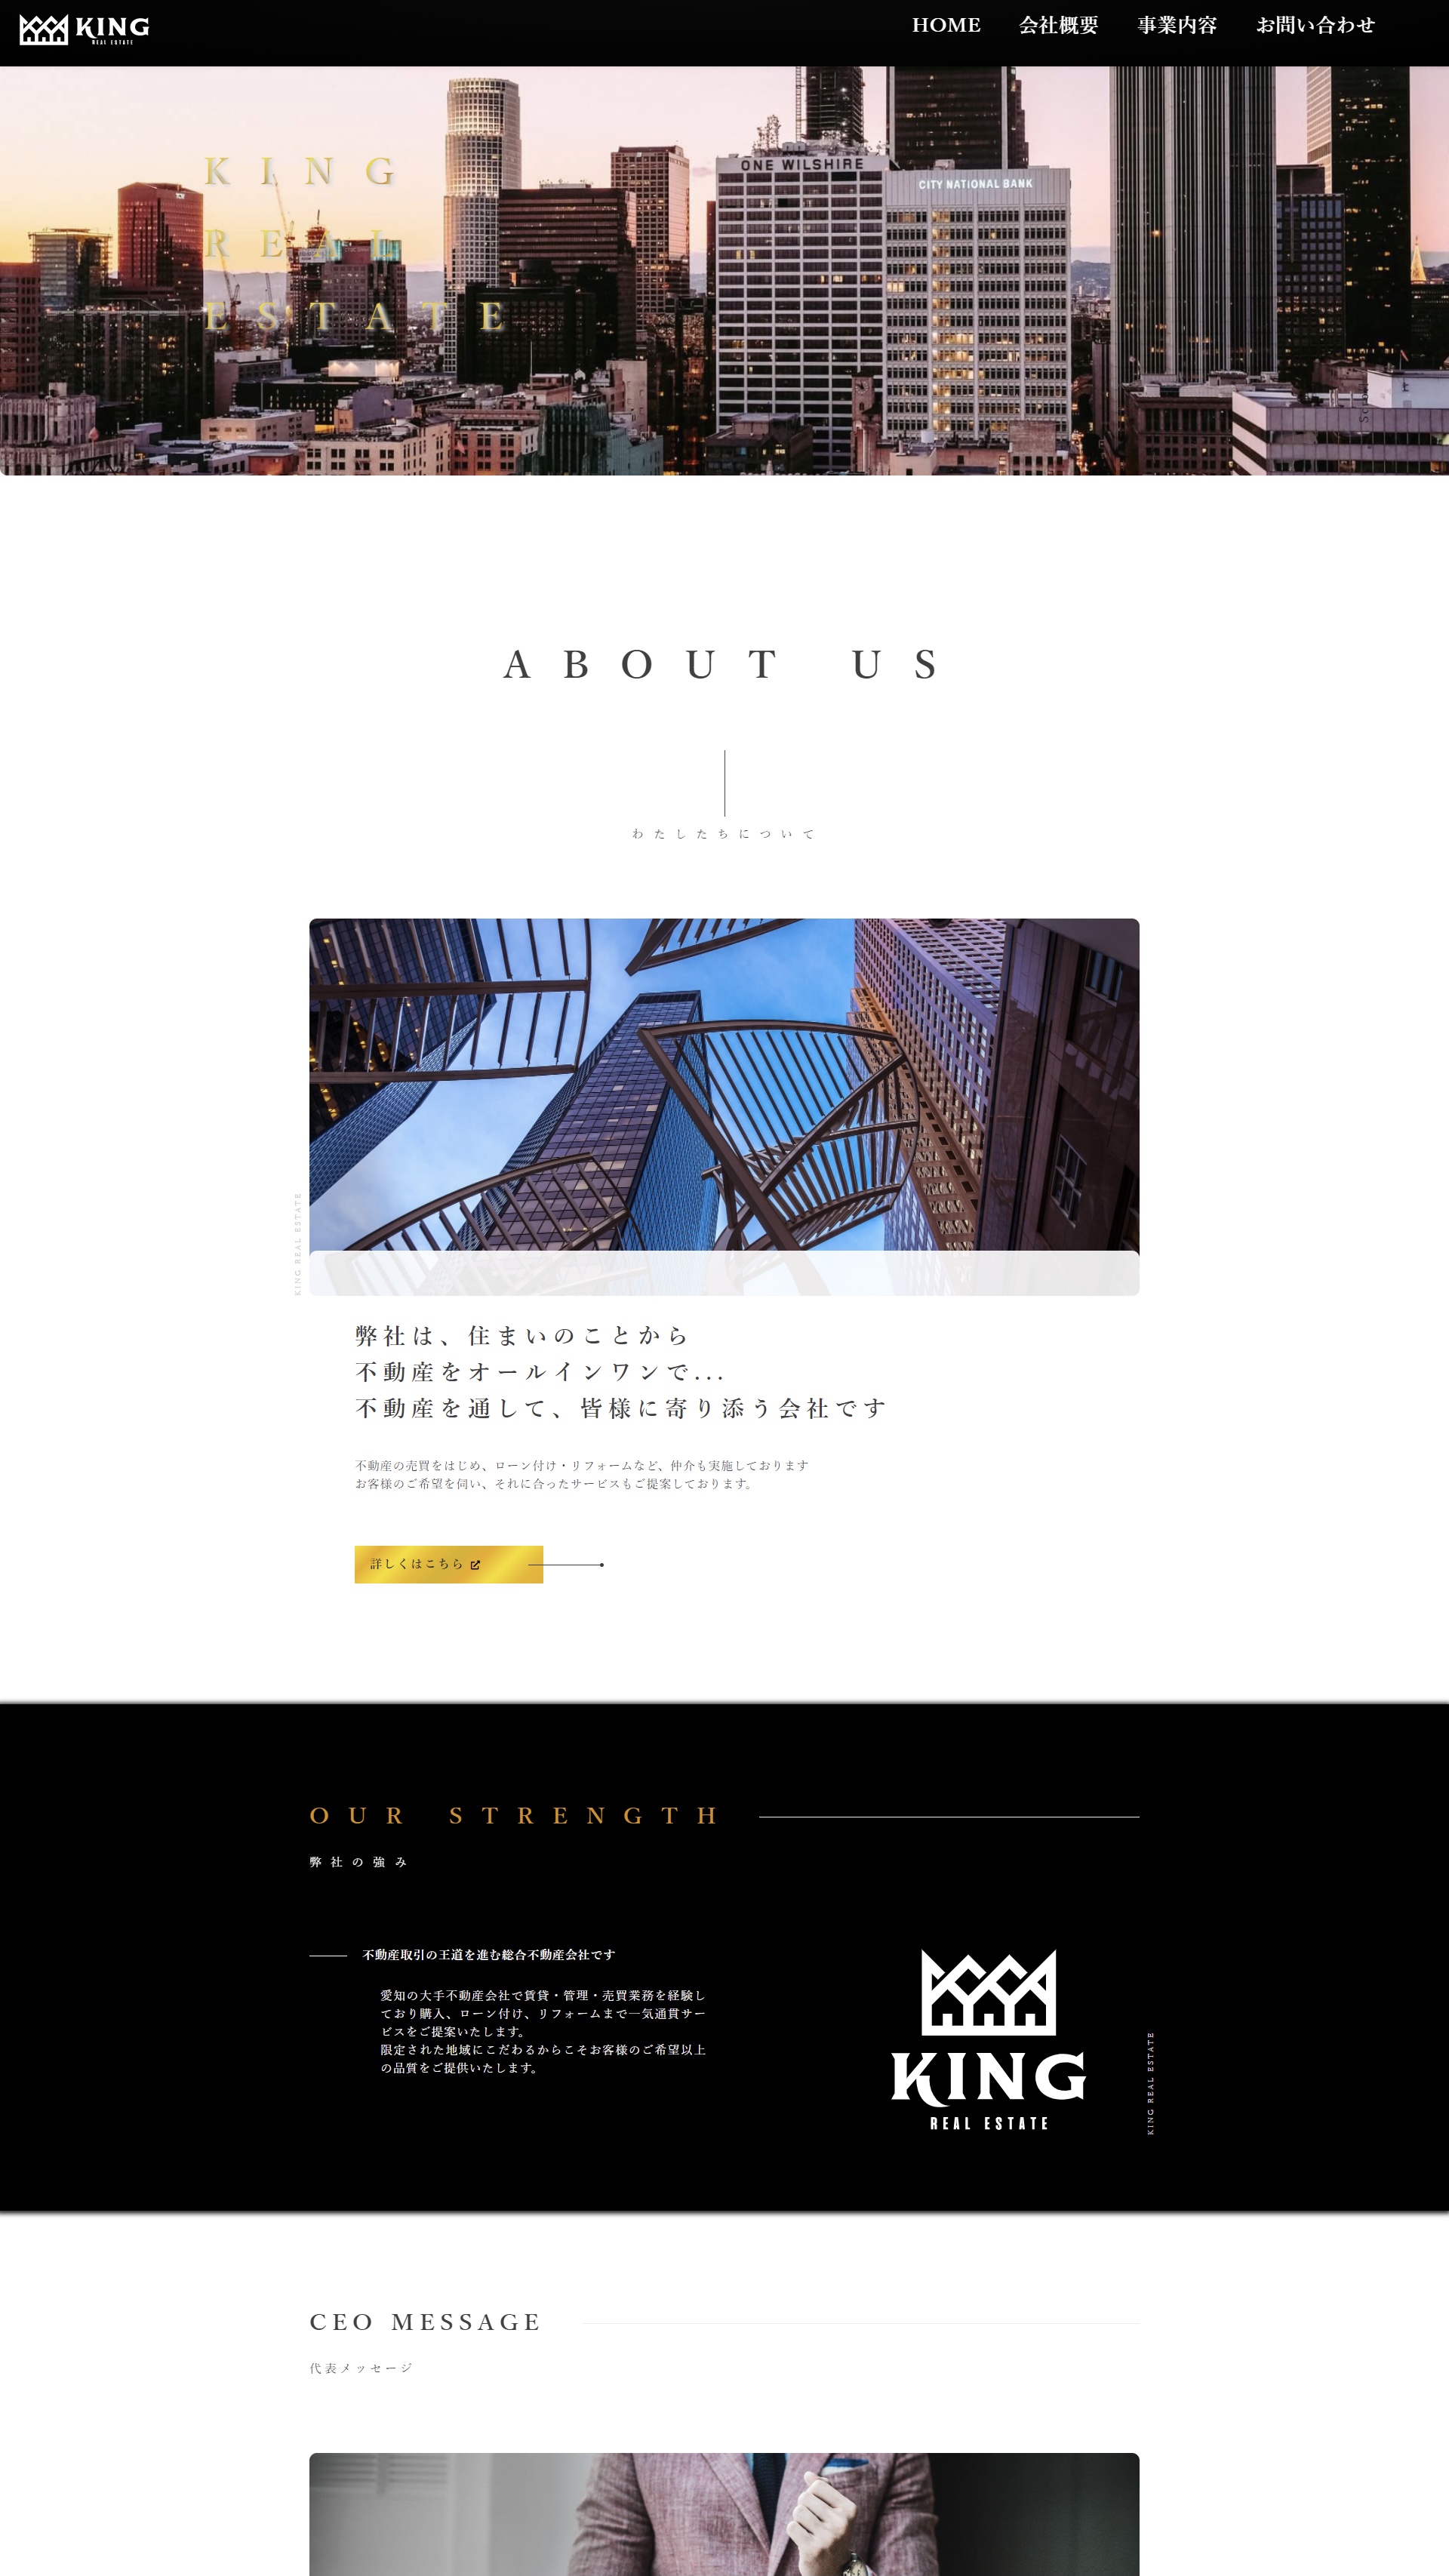 KING
REAL ESTATE
HOME 会社概要 事業内容 お問い合わせ
ONE WILSHIRE
CITY NATIONAL BANK
KING
REAL
ESTATE
ABOUT US
わたしたちについて
KING REAL ESTATE
弊社は、住まいのことから
不動産をオールインワンで...
不動産を通して、皆様に寄り添う会社です
不動産の売買をはじめ、ローン付け・リフォームなど、仲介も実施しております
お客様のご希望を伺い、それに合ったサービスもご提案しております。
詳しくはこちら
OUR STRENGTH
弊社の強み
不動産取引の王道を進む総合不動産会社です
愛知の大手不動産会社で賃貸・管理・売買業務を経験し
ており購入、ローン付け、リフォームまで一気通貫サー
ビスをご提案いたします。
限定された地域にこだわるからこそお客様のご希望以上
の品質をご提供いたします。
KING
REAL ESTATE
KING REAL ESTATE
CEO MESSAGE
代表メッセージ